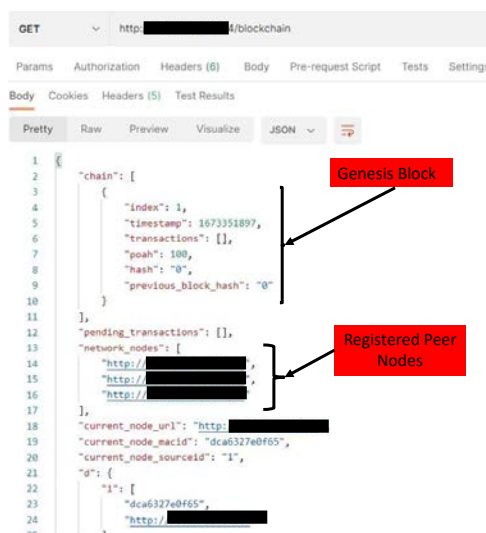 GET http: 4/blockchain
Params Authorization Headers (6) Body Pre-request Script Tests Settings
Body Cookies Headers (5) Test Results
Pretty Raw Preview Visualize JSON
1 {
2 "chain": [
3 {
4 "index": 1,
5 "timestamp": 1673351897,
6 "transactions": [],
7 "poah": 100,
8 "hash": "0",
9 "previous_block_hash": "0"
10 }
11 ],
12 "pending_transactions": [],
13 "network_nodes": [
14 "http:// ",
15 "http:// ",
16 "http:// "
17 ],
18 "current_node_url": "http:
19 "current_node_macid": "dca6327e0f65",
20 "current_node_sourceid": "1",
21 "d": {
22 "1": [
23 "dca6327e0f65",
24 "http:/
Genesis Block
Registered Peer
Nodes